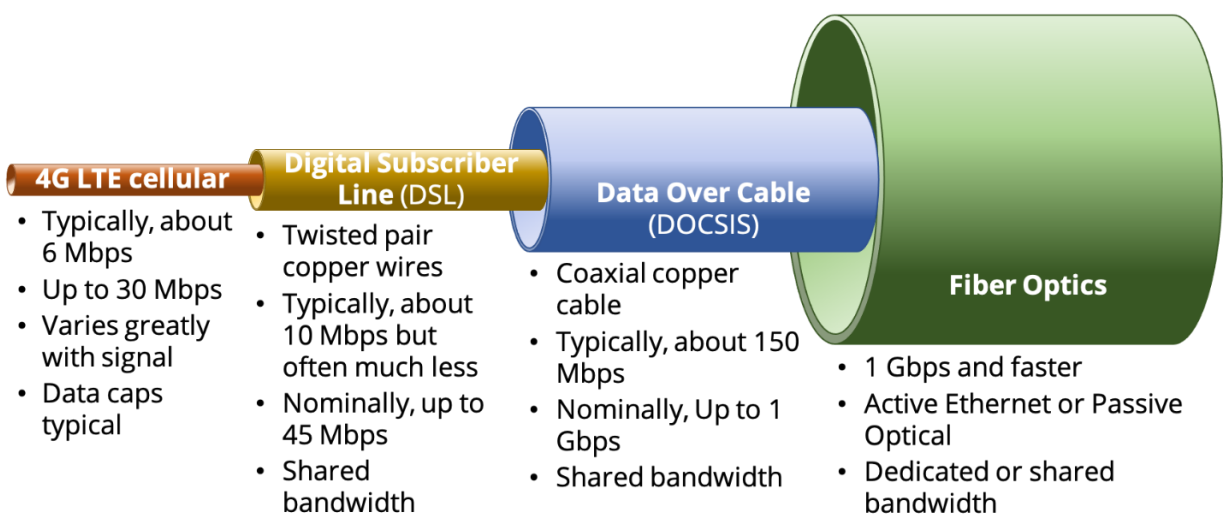 4G LTE cellular
• Typically, about
6 Mbps
• Up to 30 Mbps
• Varies greatly
with signal
• Data caps
typical
Digital Subscriber
Line (DSL)
• Twisted pair
copper wires
• Typically, about
10 Mbps but
often much less
• Nominally, up to
45 Mbps
• Shared
bandwidth
Data Over Cable
(DOCSIS)
• Coaxial copper
cable
• Typically, about 150
Mbps
• Nominally, Up to 1
Gbps
• Shared bandwidth
Fiber Optics
• 1 Gbps and faster
• Active Ethernet or Passive
Optical
• Dedicated or shared
bandwidth